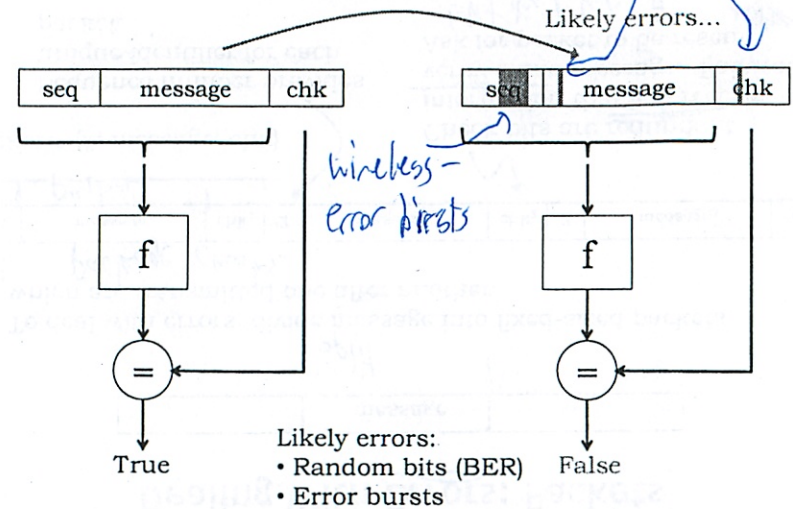 Likely errors...
seq message chk
seq message chk
wireless -
error bursts
f f
= =
Likely errors:
True • Random bits (BER) False
• Error bursts